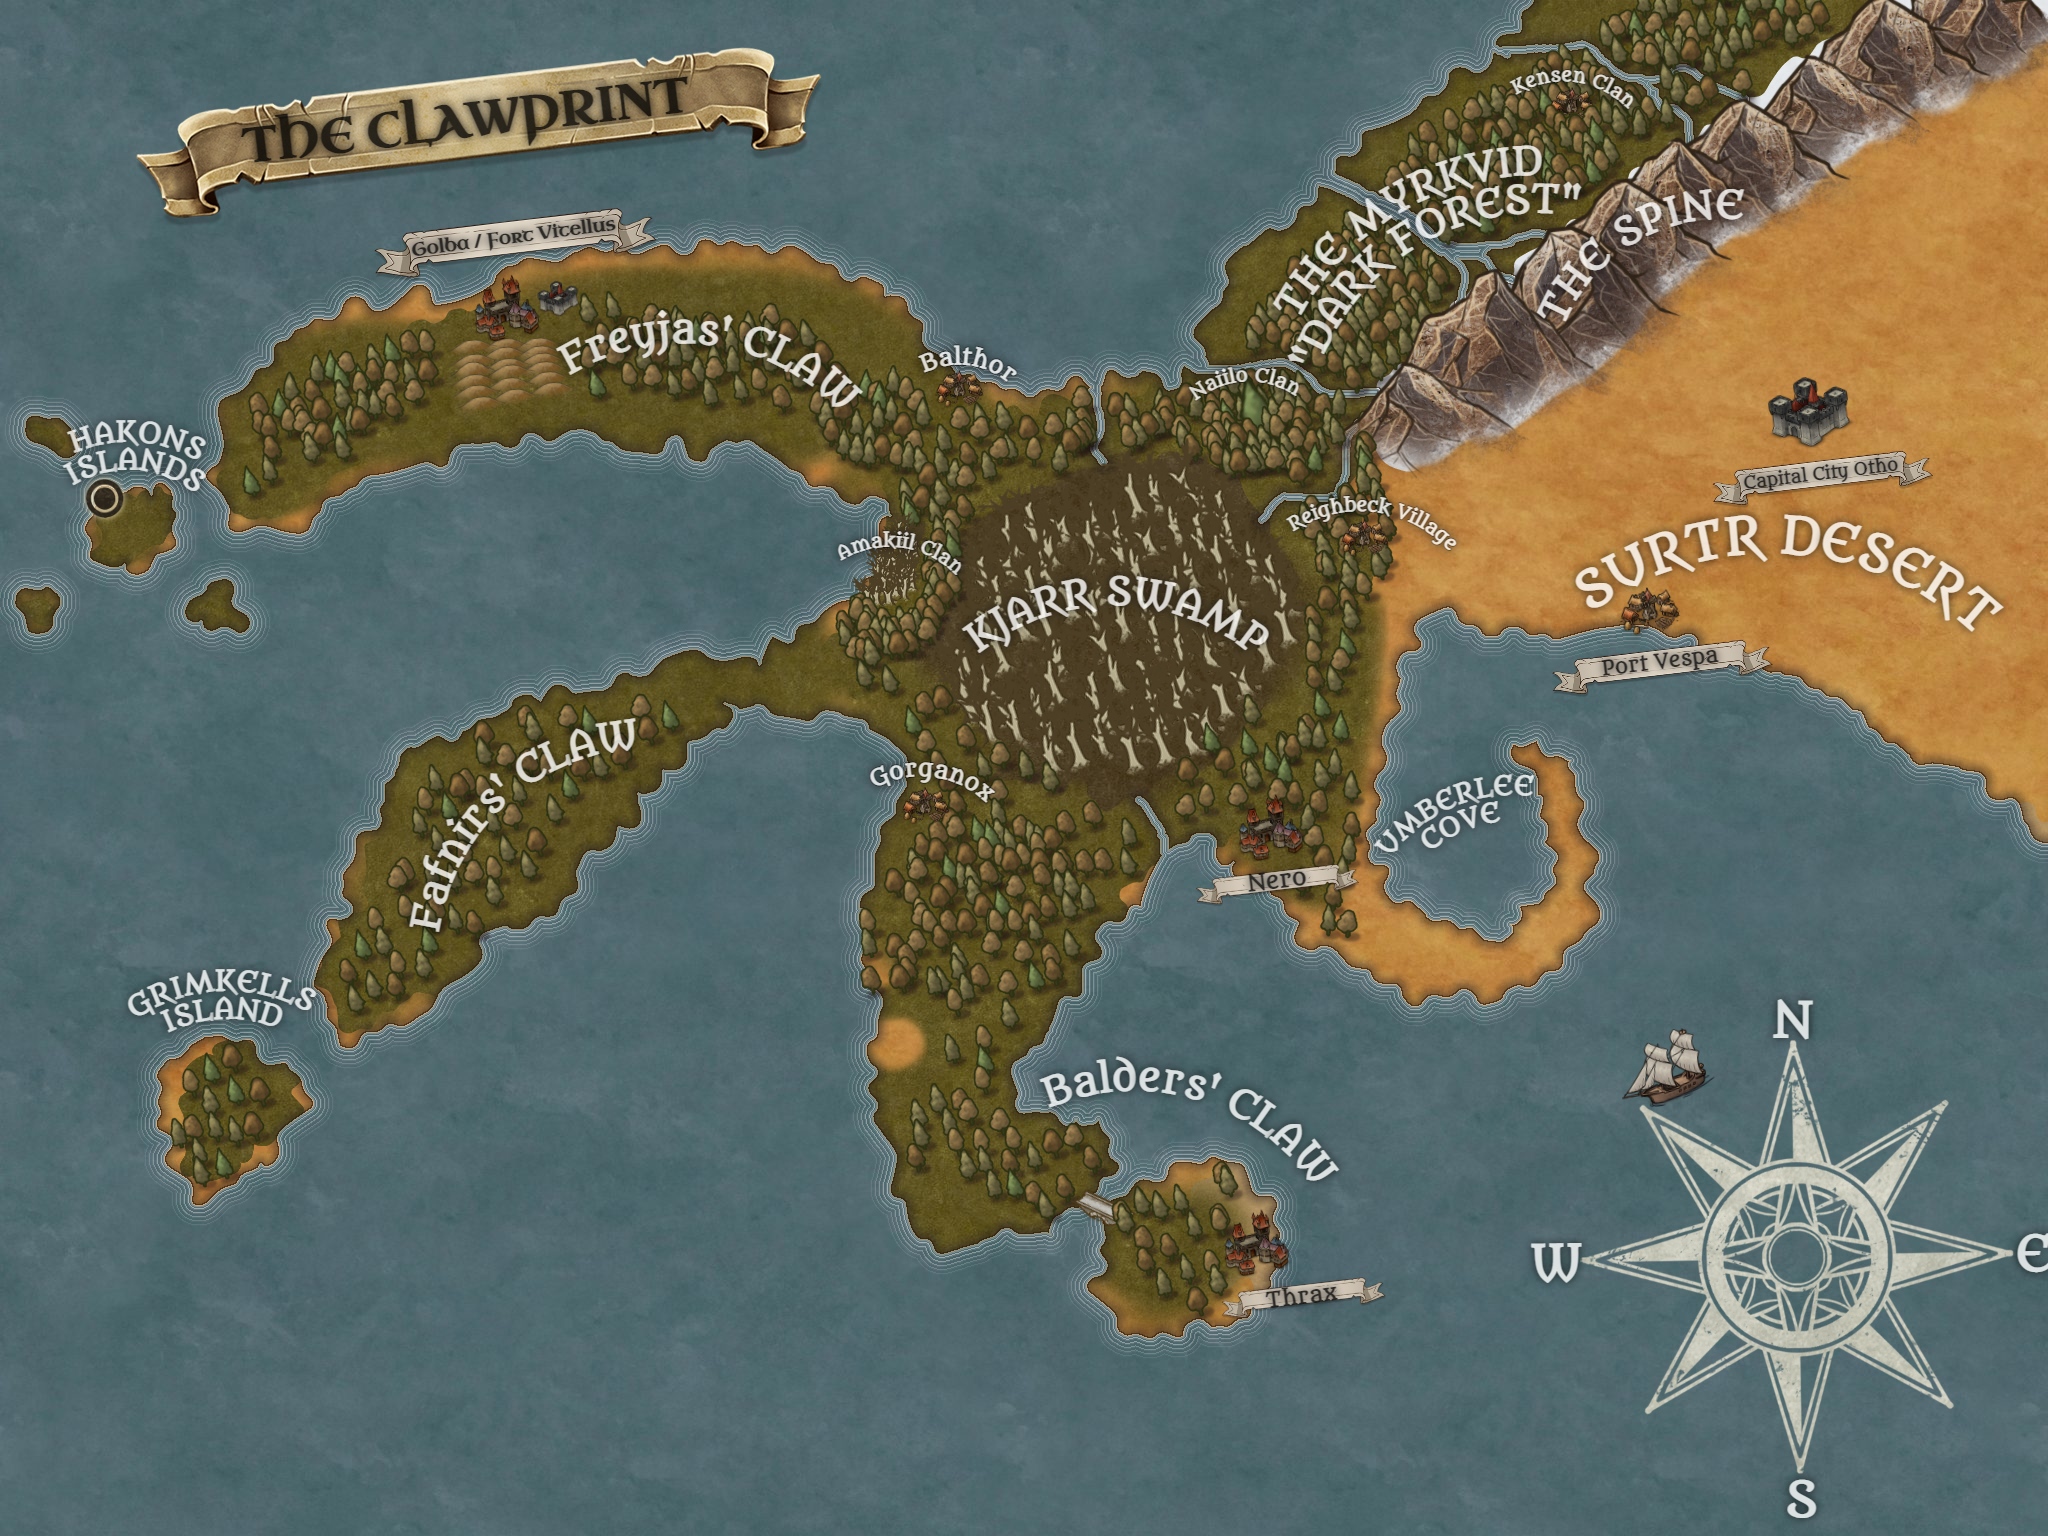 The Clawprint
Kensen Clan
THE MYRKVID
"DARK FOREST"
THE SPINE
Golba / Fort Vitellus
Freyjas' CLAW
Balthor
Naiilo Clan
HAKONS
ISLANDS
Capital City Otho
Reighbeck Village
SURTR DESERT
Amakiil Clan
KJARR SWAMP
Port Vespa
Fafnirs' CLAW
Gorganox
UMBERLEE
COVE
Nero
GRIMKELLS
ISLAND
Balders' CLAW
Thrax
N
W
E
S